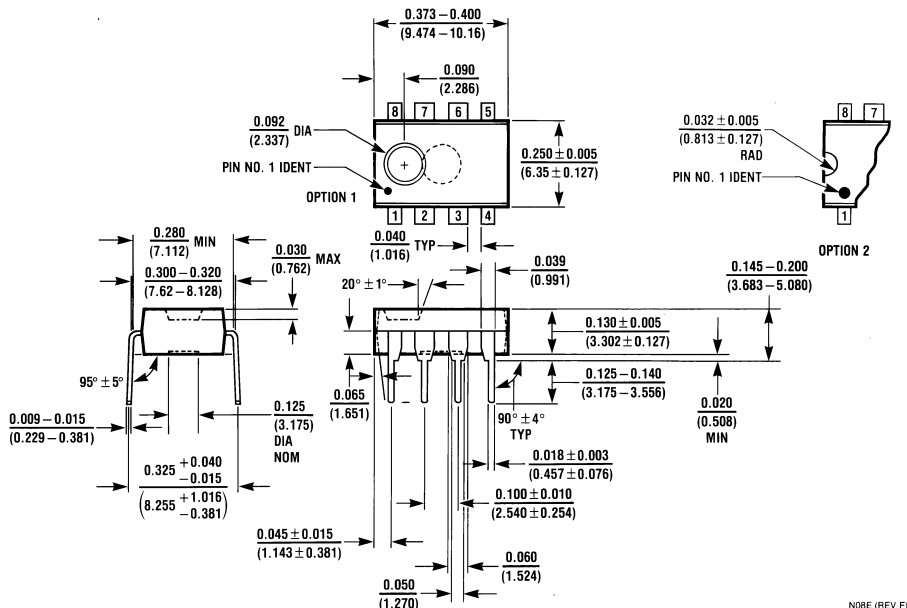 0.373 – 0.400
(9.474 – 10.16)
0.090
(2.286)
8 7 6 5
0.092 DIA
(2.337)
PIN NO. 1 IDENT
OPTION 1
1 2 3 4
0.250 ± 0.005
(6.35 ± 0.127)
0.032 ± 0.005
(0.813 ± 0.127)
RAD
PIN NO. 1 IDENT
8 7
1
OPTION 2
0.280 MIN
(7.112)
0.300 – 0.320
(7.62 – 8.128)
0.030 MAX
(0.762)
0.040 TYP
(1.016)
0.039
(0.991)
20° ± 1°
0.145 – 0.200
(3.683 – 5.080)
0.130 ± 0.005
(3.302 ± 0.127)
0.125 – 0.140
(3.175 – 3.556)
0.020
(0.508)
MIN
95° ± 5°
0.009 – 0.015
(0.229 – 0.381)
0.125
(3.175)
DIA
NOM
0.065
(1.651)
90° ± 4°
TYP
0.018 ± 0.003
(0.457 ± 0.076)
0.325 +0.040
–0.015
(8.255 +1.016
–0.381)
0.100 ± 0.010
(2.540 ± 0.254)
0.045 ± 0.015
(1.143 ± 0.381)
0.060
(1.524)
0.050
(1.270)
N08E (REV F)